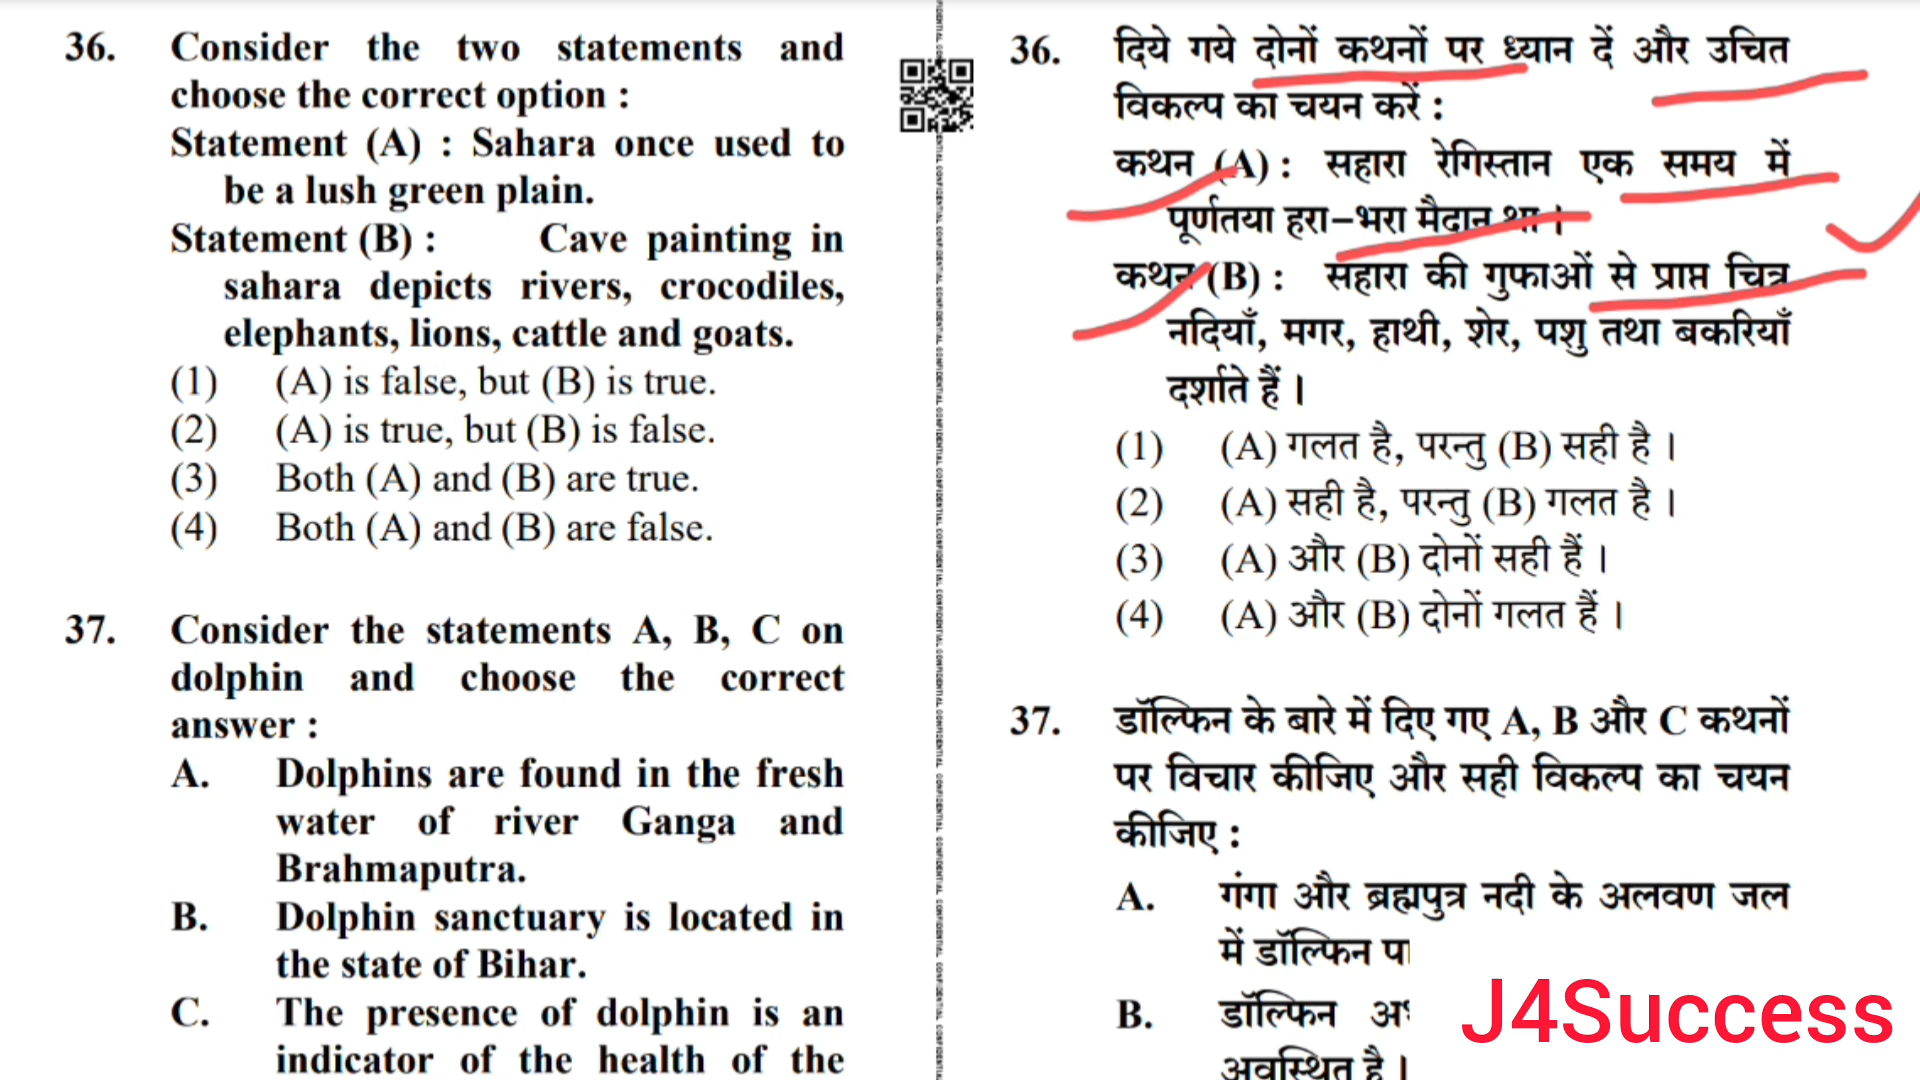 36. Consider the two statements and
choose the correct option :
Statement (A) : Sahara once used to
be a lush green plain.
Statement (B) : Cave painting in
sahara depicts rivers, crocodiles,
elephants, lions, cattle and goats.
(1) (A) is false, but (B) is true.
(2) (A) is true, but (B) is false.
(3) Both (A) and (B) are true.
(4) Both (A) and (B) are false.
37. Consider the statements A, B, C on
dolphin and choose the correct
answer :
A. Dolphins are found in the fresh
water of river Ganga and
Brahmaputra.
B. Dolphin sanctuary is located in
the state of Bihar.
C. The presence of dolphin is an
indicator of the health of the
36. दिये गये दोनों कथनों पर ध्यान दें और उचित
विकल्प का चयन करें :
कथन (A) : सहारा रेगिस्तान एक समय में
पूर्णतया हरा-भरा मैदान था ।
कथन (B) : सहारा की गुफाओं से प्राप्त चित्र
नदियाँ, मगर, हाथी, शेर, पशु तथा बकरियाँ
दर्शाते हैं ।
(1) (A) गलत है, परन्तु (B) सही है ।
(2) (A) सही है, परन्तु (B) गलत है ।
(3) (A) और (B) दोनों सही हैं ।
(4) (A) और (B) दोनों गलत हैं ।
37. डॉल्फिन के बारे में दिए गए A, B और C कथनों
पर विचार कीजिए और सही विकल्प का चयन
कीजिए :
A. गंगा और ब्रह्मपुत्र नदी के अलवण जल
में डॉल्फिन
B. डॉल्फिन
अवस्थित है ।
J4Success